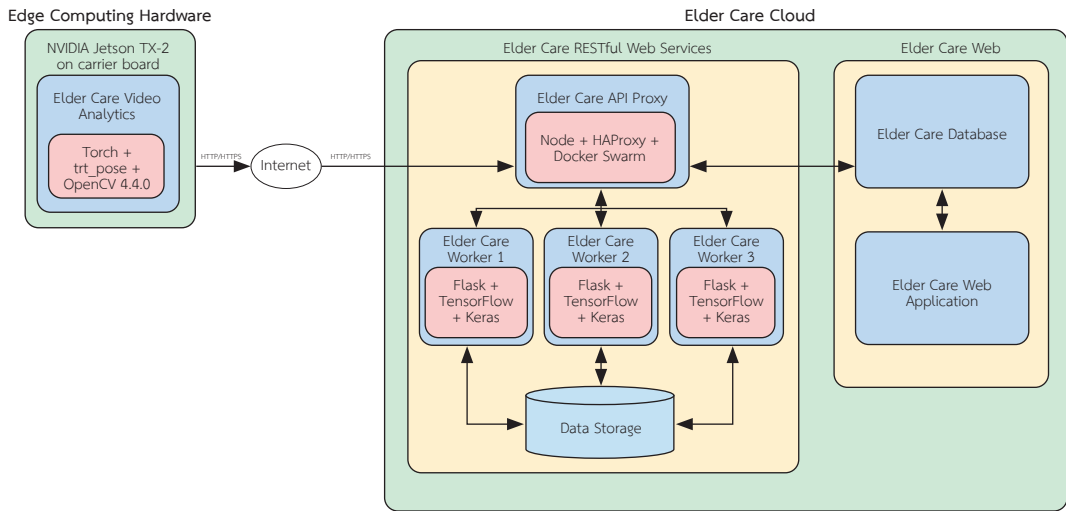 Edge Computing Hardware
NVIDIA Jetson TX-2
on carrier board
Elder Care Video
Analytics
Torch +
trt_pose +
OpenCV 4.4.0
HTTP/HTTPS
Internet
HTTP/HTTPS
Elder Care Cloud
Elder Care RESTful Web Services
Elder Care API Proxy
Node + HAProxy +
Docker Swarm
Elder Care
Worker 1
Flask +
TensorFlow
+ Keras
Elder Care
Worker 2
Flask +
TensorFlow
+ Keras
Elder Care
Worker 3
Flask +
TensorFlow
+ Keras
Data Storage
Elder Care Web
Elder Care Database
Elder Care Web
Application